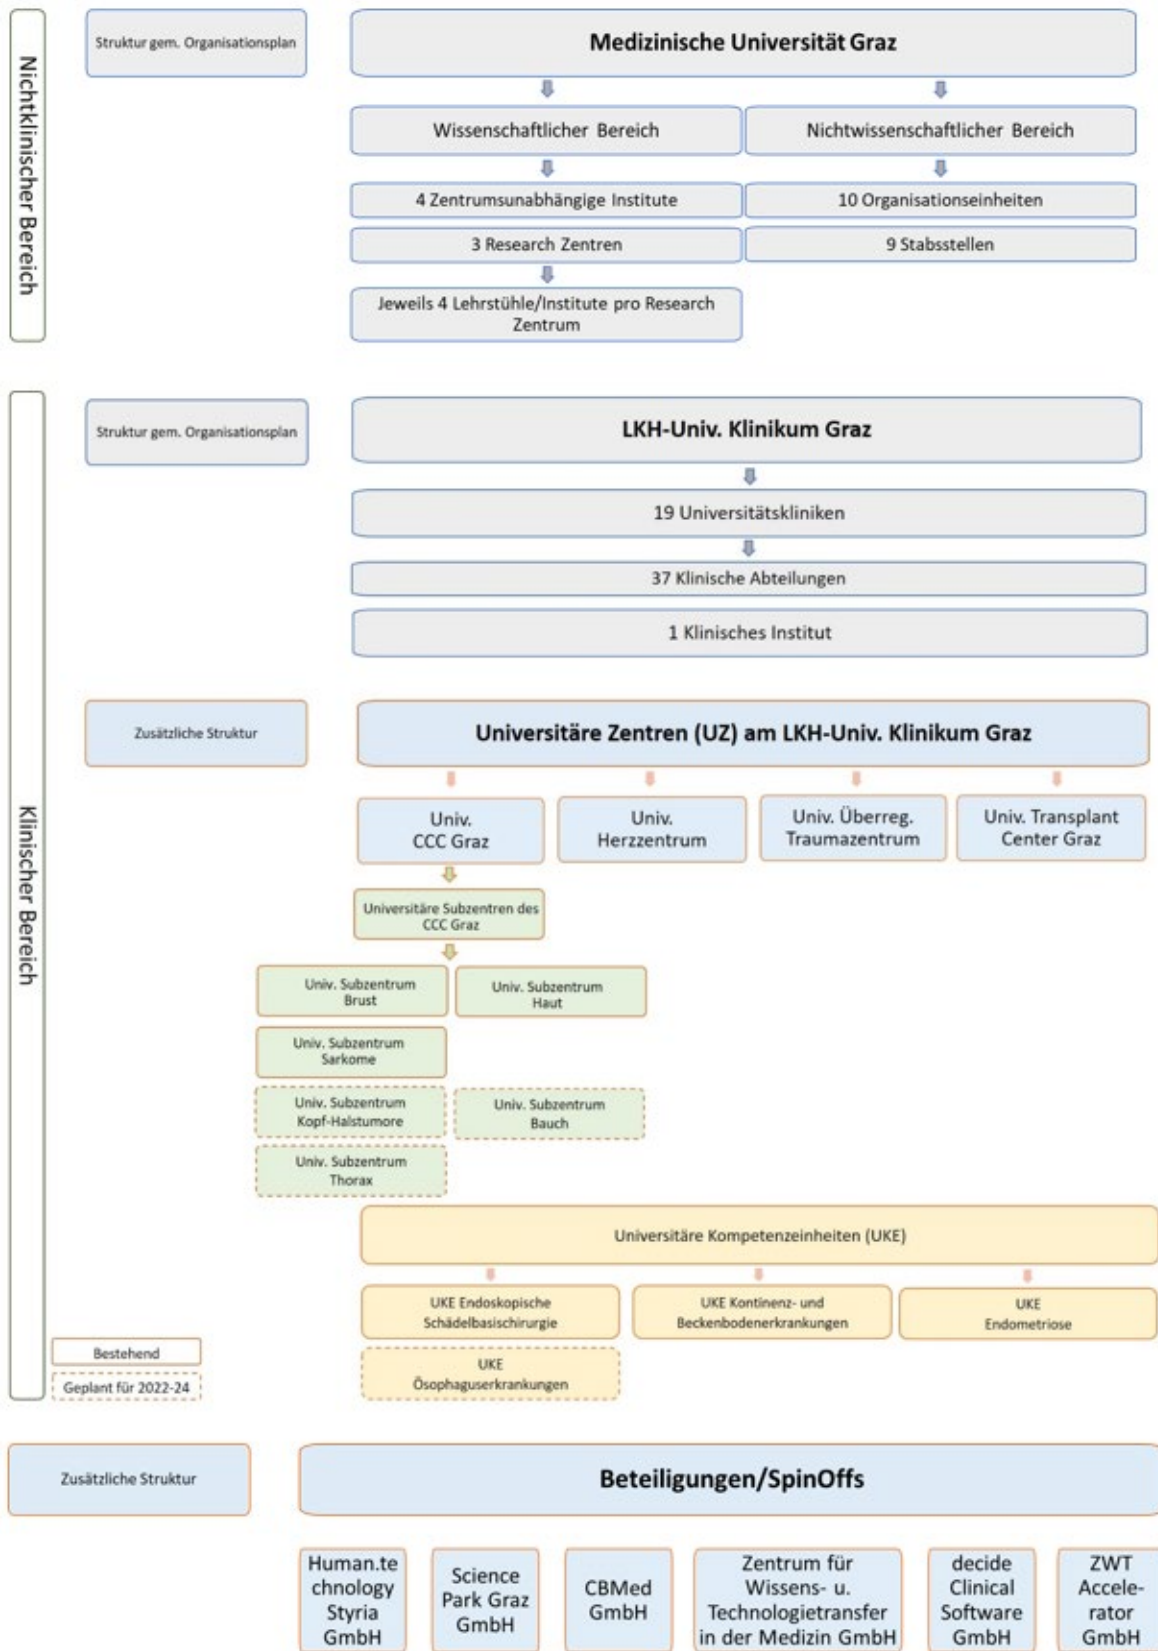 Nichtklinischer Bereich
Struktur gem. Organisationsplan
Medizinische Universität Graz
Wissenschaftlicher Bereich
Nichtwissenschaftlicher Bereich
4 Zentrumsunabhängige Institute
10 Organisationseinheiten
3 Research Zentren
9 Stabsstellen
Jeweils 4 Lehrstühle/Institute pro Research
Zentrum
Klinischer Bereich
Struktur gem. Organisationsplan
LKH-Univ. Klinikum Graz
19 Universitätskliniken
37 Klinische Abteilungen
1 Klinisches Institut
Zusätzliche Struktur
Universitäre Zentren (UZ) am LKH-Univ. Klinikum Graz
Univ.
CCC Graz
Univ.
Herzzentrum
Univ. Überreg.
Traumazentrum
Univ. Transplant
Center Graz
Universitäre Subzentren des
CCC Graz
Univ. Subzentrum
Brust
Univ. Subzentrum
Haut
Univ. Subzentrum
Sarkome
Univ. Subzentrum
Kopf-Halstumore
Univ. Subzentrum
Bauch
Univ. Subzentrum
Thorax
Universitäre Kompetenzeinheiten (UKE)
UKE Endoskopische
Schädelbasischirurgie
UKE Kontinenz- und
Beckenbodenerkrankungen
UKE
Endometriose
UKE
Ösophaguserkrankungen
Bestehend
Geplant für 2022-24
Zusätzliche Struktur
Beteiligungen/SpinOffs
Human.te
chnology
Styria
GmbH
Science
Park Graz
GmbH
CBMed
GmbH
Zentrum für
Wissens- u.
Technologietransfer
in der Medizin GmbH
decide
Clinical
Software
GmbH
ZWT
Accele-
rator
GmbH